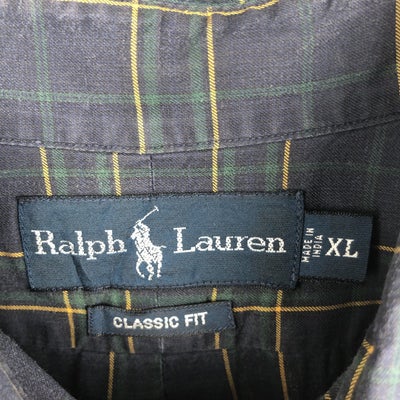 Ralph Lauren
MADE IN
INDIA
XL
CLASSIC FIT